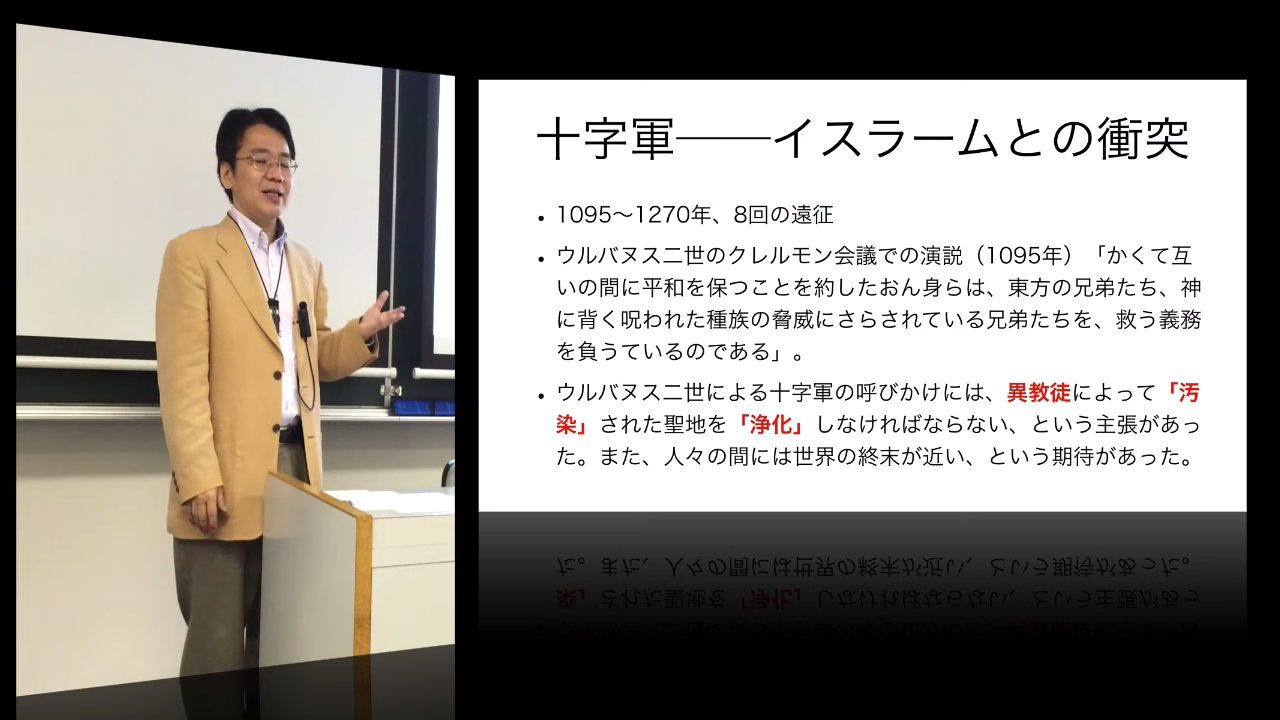 十字軍――イスラームとの衝突
• 1095〜1270年、8回の遠征
• ウルバヌス二世のクレルモン会議での演説（1095年）「かくて互
いの間に平和を保つことを約したおん身らは、東方の兄弟たち、神
に背く呪われた種族の脅威にさらされている兄弟たちを、救う義務
を負うているのである」。
• ウルバヌス二世による十字軍の呼びかけには、異教徒によって「汚
染」された聖地を「浄化」しなければならない、という主張があっ
た。また、人々の間には世界の終末が近い、という期待があった。